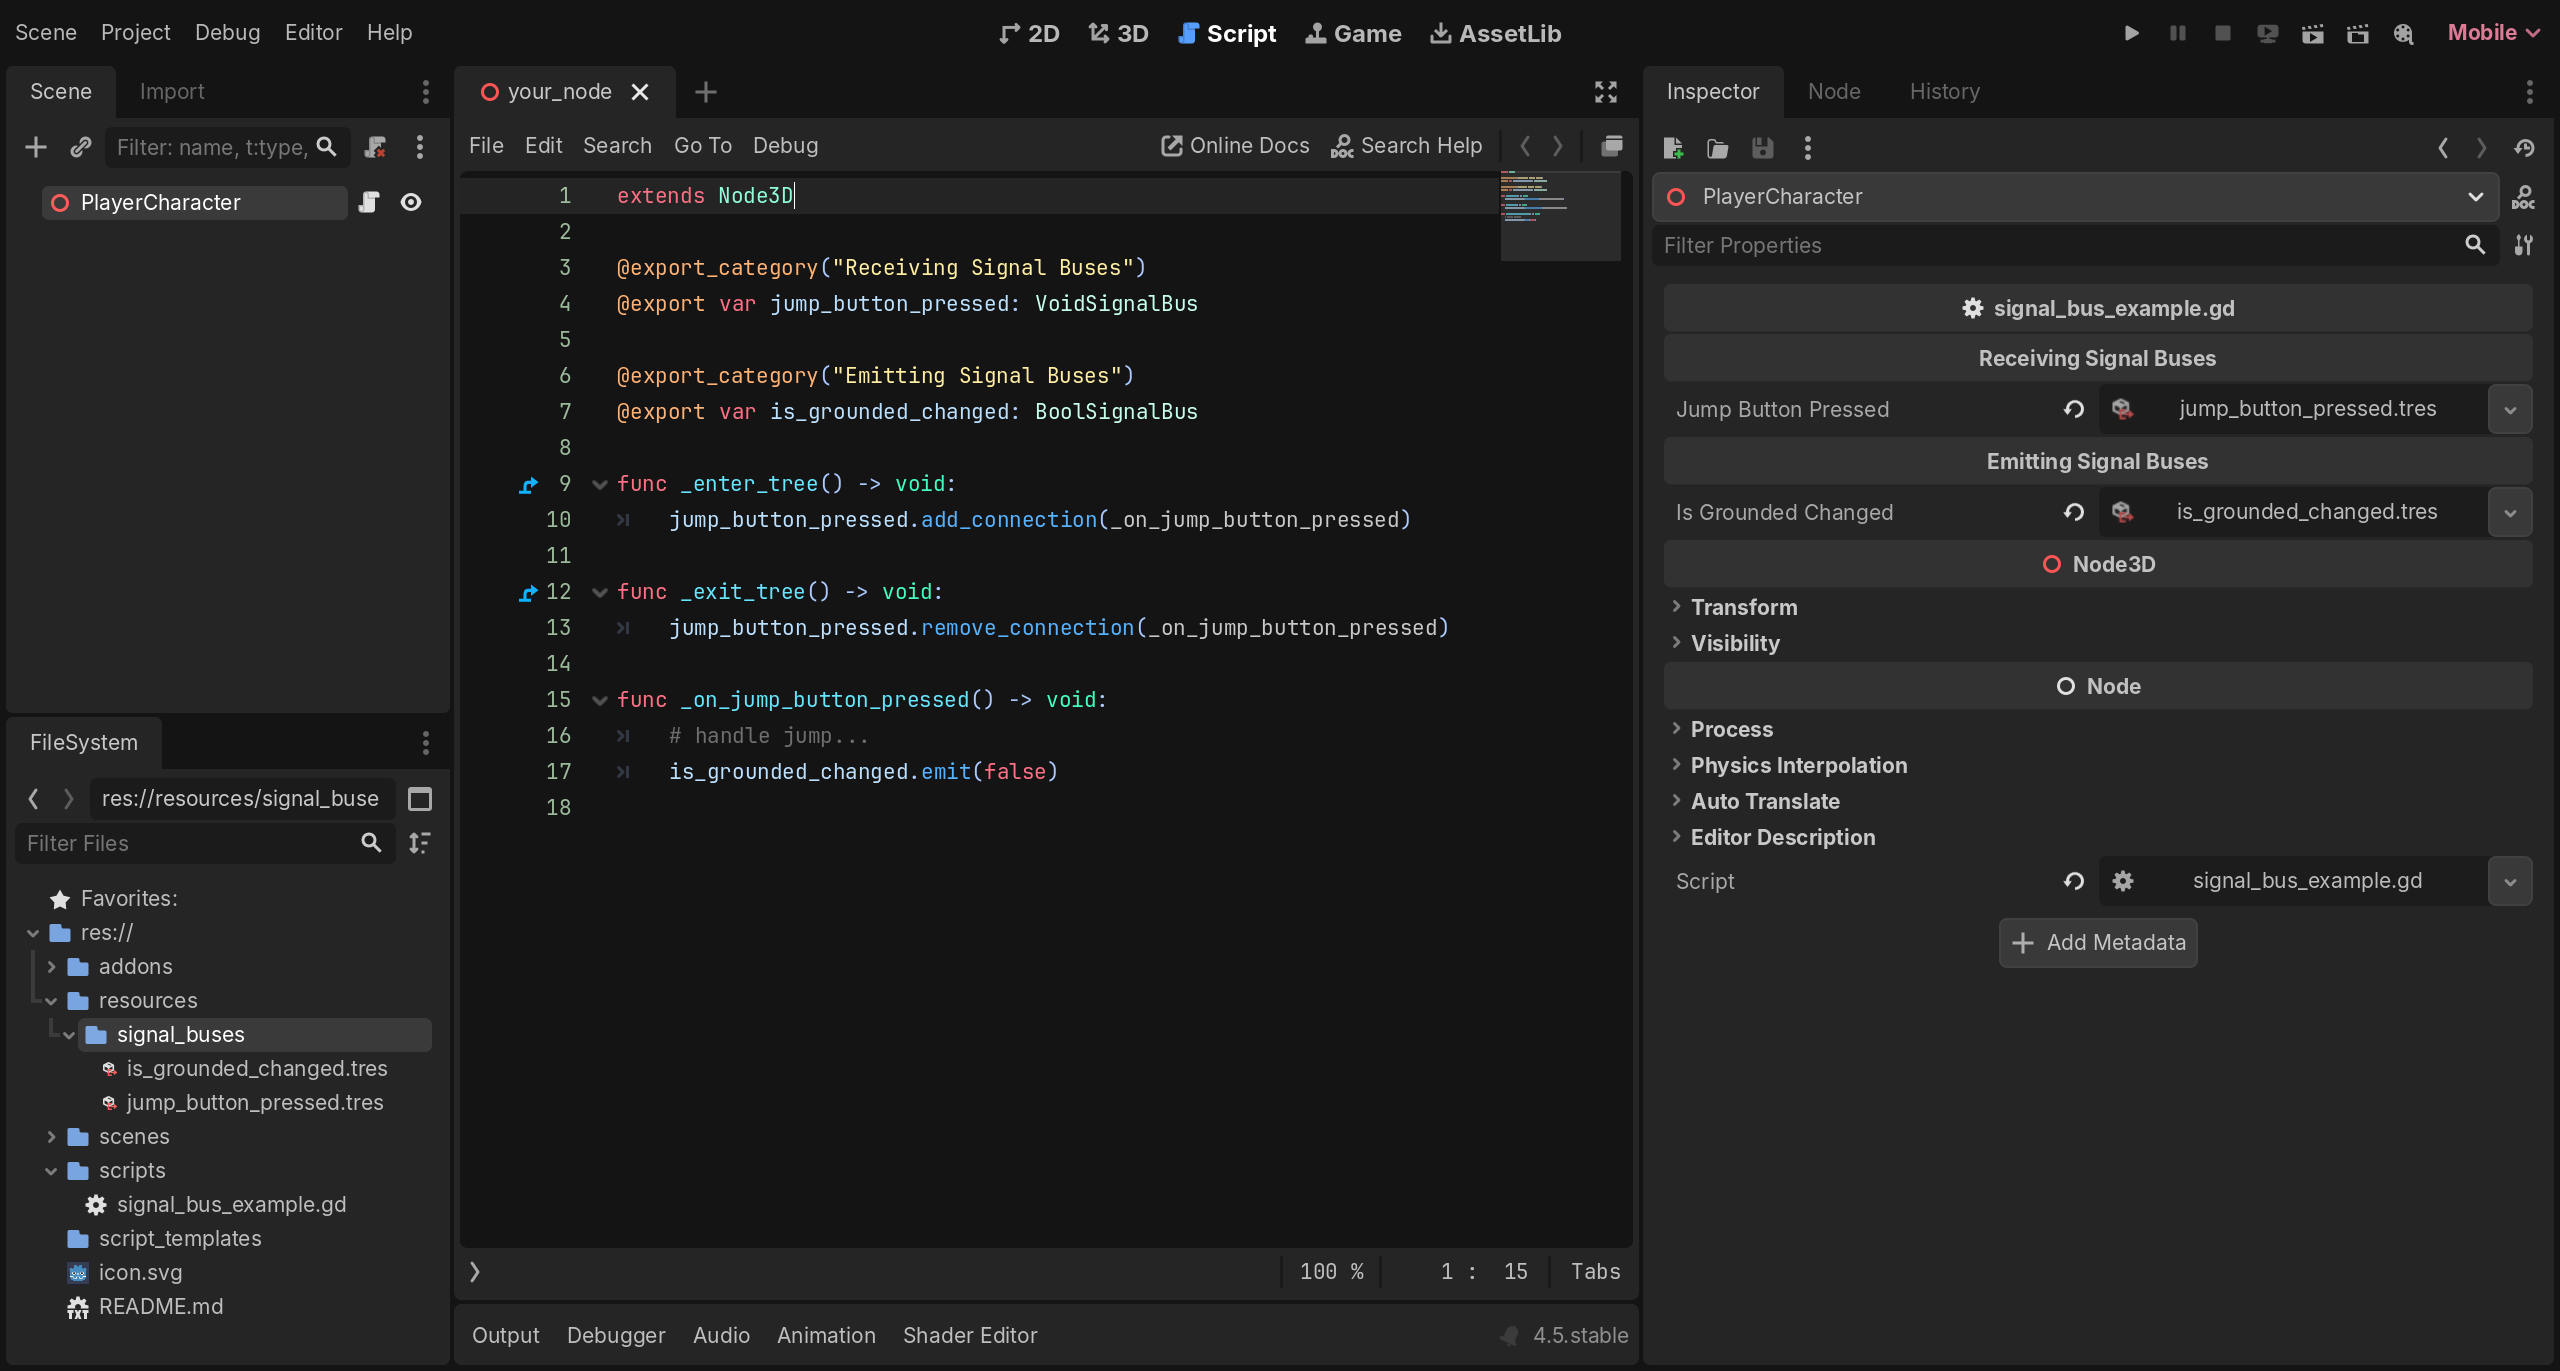 Scene Project Debug Editor Help
2D 3D Script Game AssetLib
Mobile
Scene Import
Filter: name, t:type,
PlayerCharacter
FileSystem
res://resources/signal_buse
Filter Files
Favorites:
res://
addons
resources
signal_buses
is_grounded_changed.tres
jump_button_pressed.tres
scenes
scripts
signal_bus_example.gd
script_templates
icon.svg
README.md
your_node
File Edit Search Go To Debug Online Docs DOC Search Help
1 extends Node3D
2
3 @export_category("Receiving Signal Buses")
4 @export var jump_button_pressed: VoidSignalBus
5
6 @export_category("Emitting Signal Buses")
7 @export var is_grounded_changed: BoolSignalBus
8
9 func _enter_tree() -> void:
10 jump_button_pressed.add_connection(_on_jump_button_pressed)
11
12 func _exit_tree() -> void:
13 jump_button_pressed.remove_connection(_on_jump_button_pressed)
14
15 func _on_jump_button_pressed() -> void:
16 # handle jump...
17 is_grounded_changed.emit(false)
18
100 % 1 : 15 Tabs
Output Debugger Audio Animation Shader Editor 4.5.stable
Inspector Node History
PlayerCharacter DOC
Filter Properties
signal_bus_example.gd
Receiving Signal Buses
Jump Button Pressed jump_button_pressed.tres
Emitting Signal Buses
Is Grounded Changed is_grounded_changed.tres
Node3D
Transform
Visibility
Node
Process
Physics Interpolation
Auto Translate
Editor Description
Script signal_bus_example.gd
Add Metadata